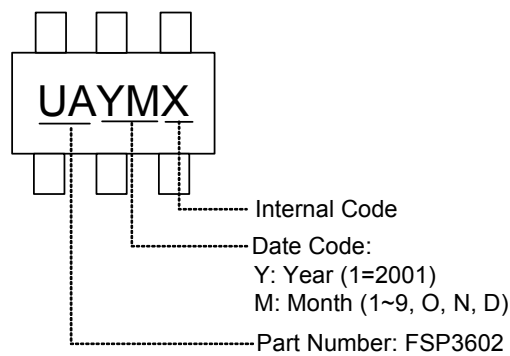 UAYMX
Internal Code
Date Code:
Y: Year (1=2001)
M: Month (1~9, O, N, D)
Part Number: FSP3602